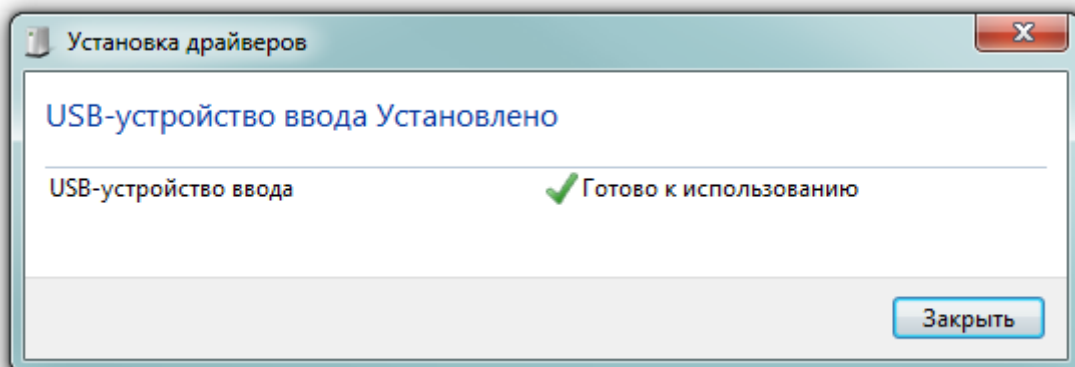 Установка драйверов
USB-устройство ввода Установлено
USB-устройство ввода Готово к использованию
Закрыть